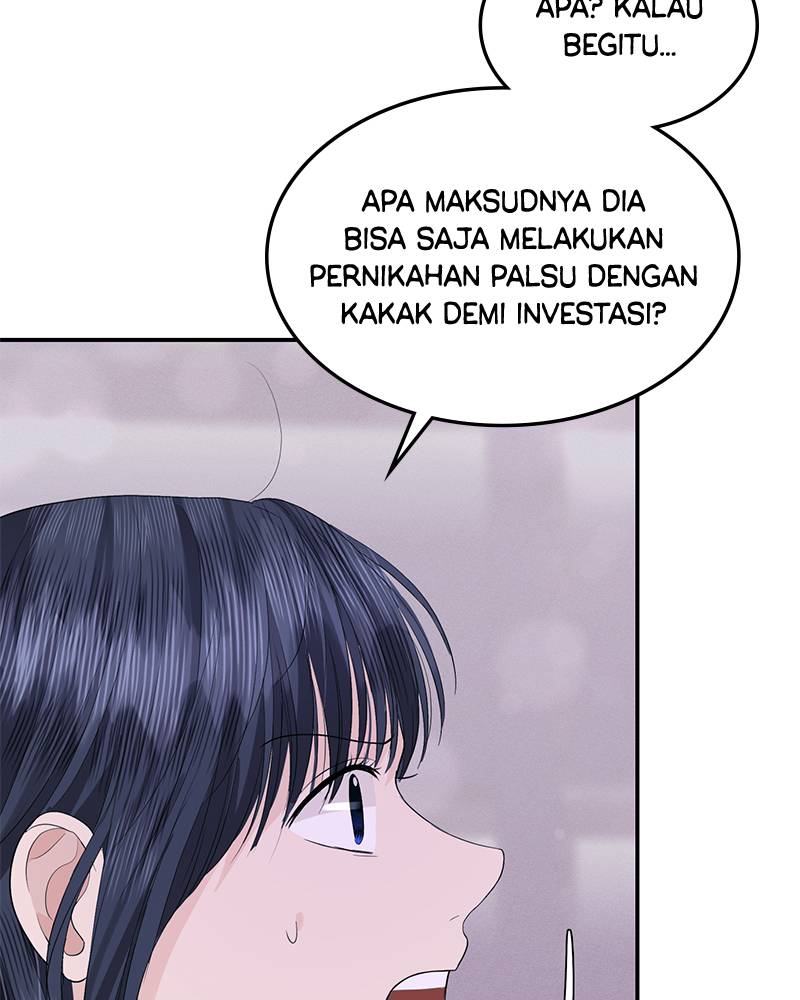 APA? KALAU
BEGITU...
APA MAKSUDNYA DIA
BISA SAJA MELAKUKAN
PERNIKAHAN PALSU DENGAN
KAKAK DEMI INVESTASI?